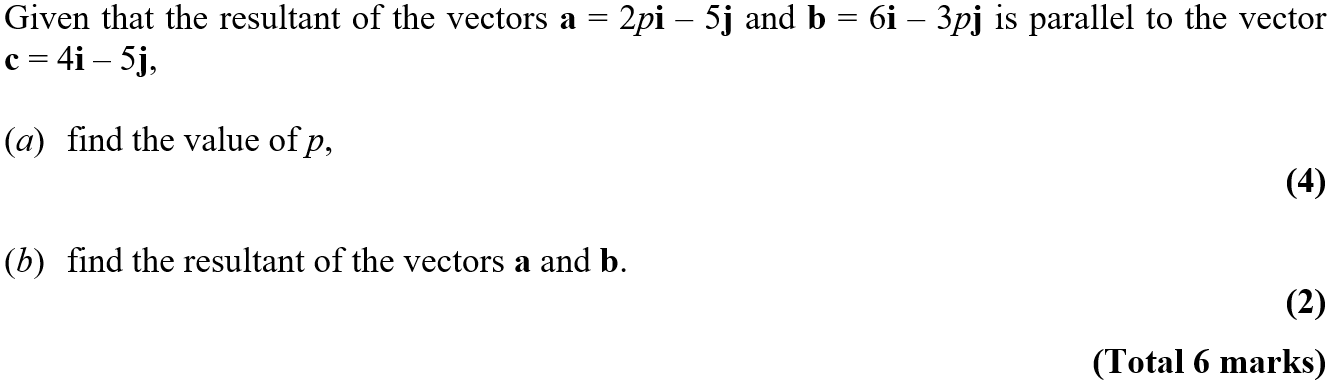 Given that the resultant of the vectors a = 2pi – 5j and b = 6i – 3pj is parallel to the vector
c = 4i – 5j,
(a) find the value of p,
(4)
(b) find the resultant of the vectors a and b.
(2)
(Total 6 marks)